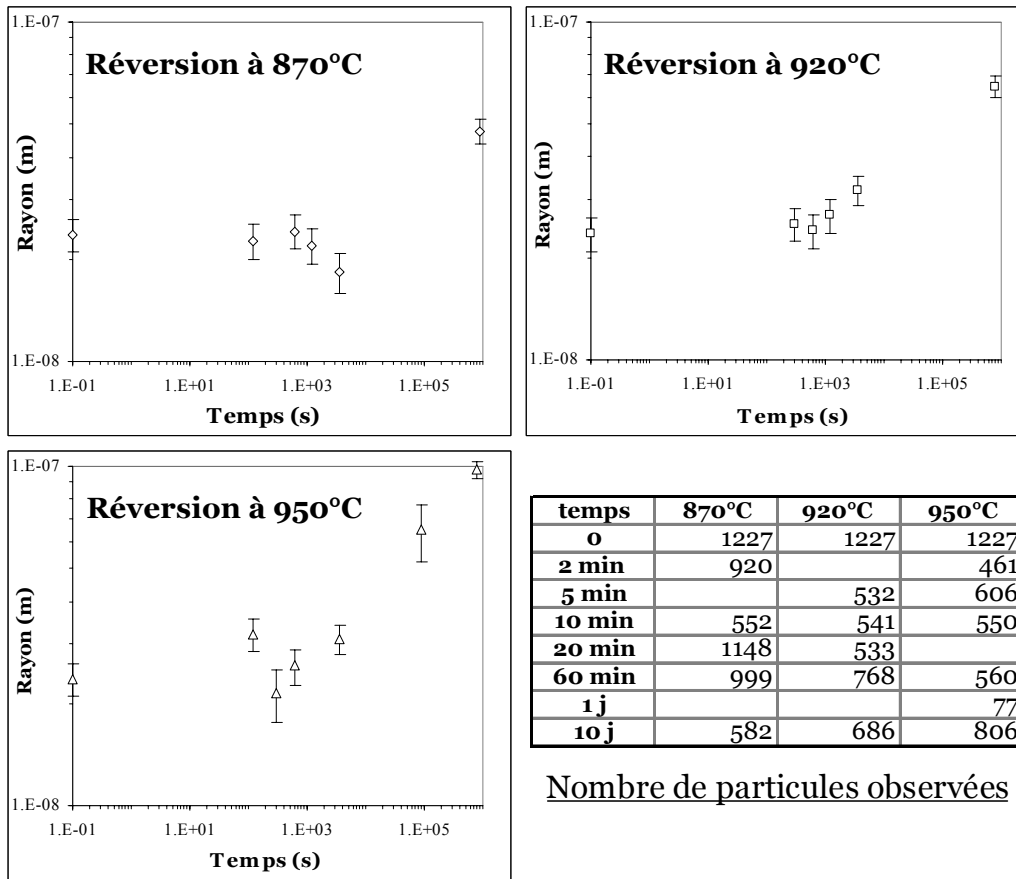 1.E-07
Réversion à 870°C
Rayon (m)
1.E-08
1.E-01 1.E+01 1.E+03 1.E+05
Temps (s)
1.E-07
Réversion à 920°C
Rayon (m)
1.E-08
1.E-01 1.E+01 1.E+03 1.E+05
Temps (s)
1.E-07
Réversion à 950°C
Rayon (m)
1.E-08
1.E-01 1.E+01 1.E+03 1.E+05
Temps (s)
temps 870°C 920°C 950°C
0 1227 1227 1227
2 min 920 461
5 min 532 606
10 min 552 541 550
20 min 1148 533
60 min 999 768 560
1 j 77
10 j 582 686 806
Nombre de particules observées